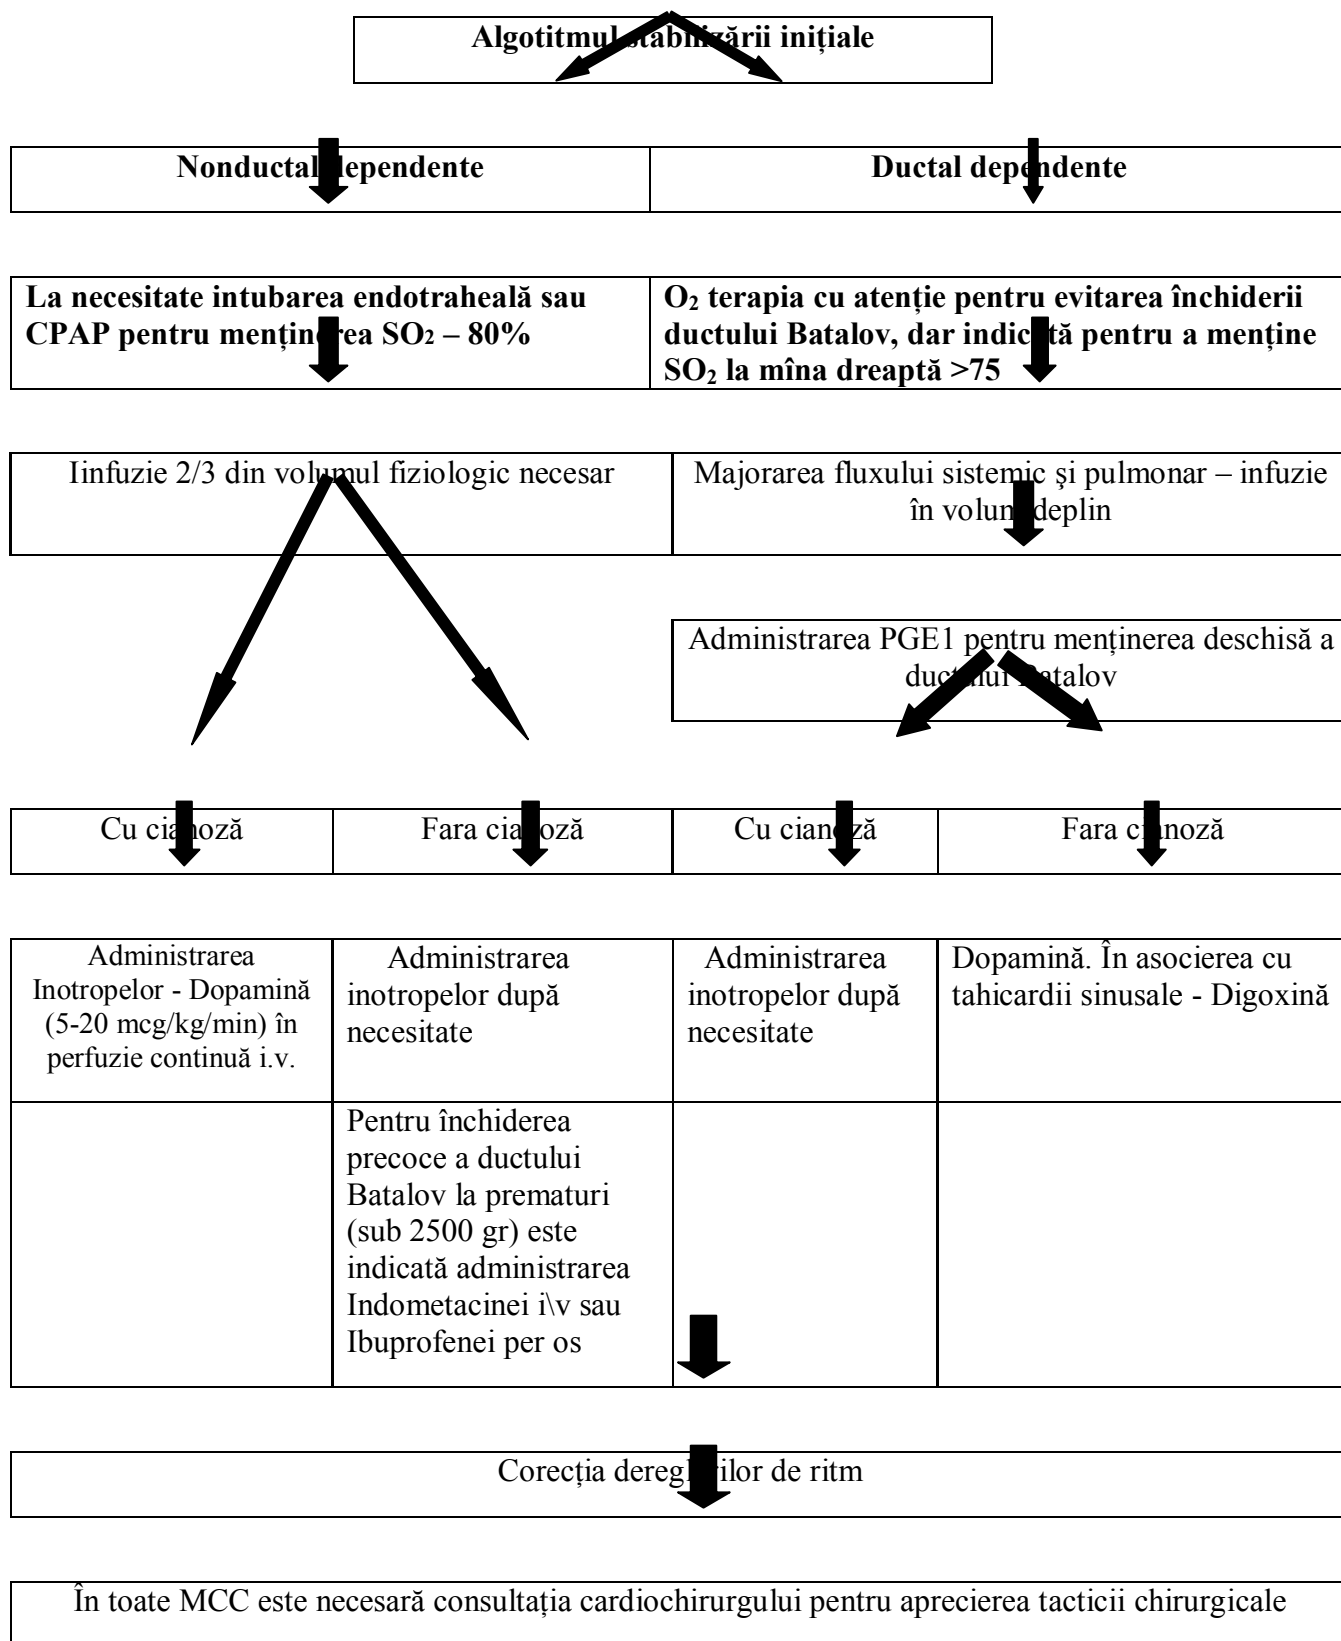 Algotitmul stabilizării inițiale
Nonductal dependente
Ductal dependente
La necesitate intubarea endotraheală sau
CPAP pentru menținerea SO₂ – 80%
O₂ terapia cu atenție pentru evitarea închiderii
ductului Batalov, dar indicată pentru a menține
SO₂ la mîna dreaptă >75
Iinfuzie 2/3 din volumul fiziologic necesar
Majorarea fluxului sistemic şi pulmonar – infuzie
în volum deplin
Administrarea PGE1 pentru menținerea deschisă a
ductului Batalov
Cu cianoză
Fara cianoză
Cu cianoză
Fara cianoză
Administrarea
Inotropelor - Dopamină
(5-20 mcg/kg/min) în
perfuzie continuă i.v.
Administrarea
inotropelor după
necesitate
Administrarea
inotropelor după
necesitate
Dopamină. În asocierea cu
tahicardii sinusale - Digoxină
Pentru închiderea
precoce a ductului
Batalov la prematuri
(sub 2500 gr) este
indicată administrarea
Indometacinei i\v sau
Ibuprofenei per os
Corecția dereglărilor de ritm
În toate MCC este necesară consultația cardiochirurgului pentru aprecierea tacticii chirurgicale